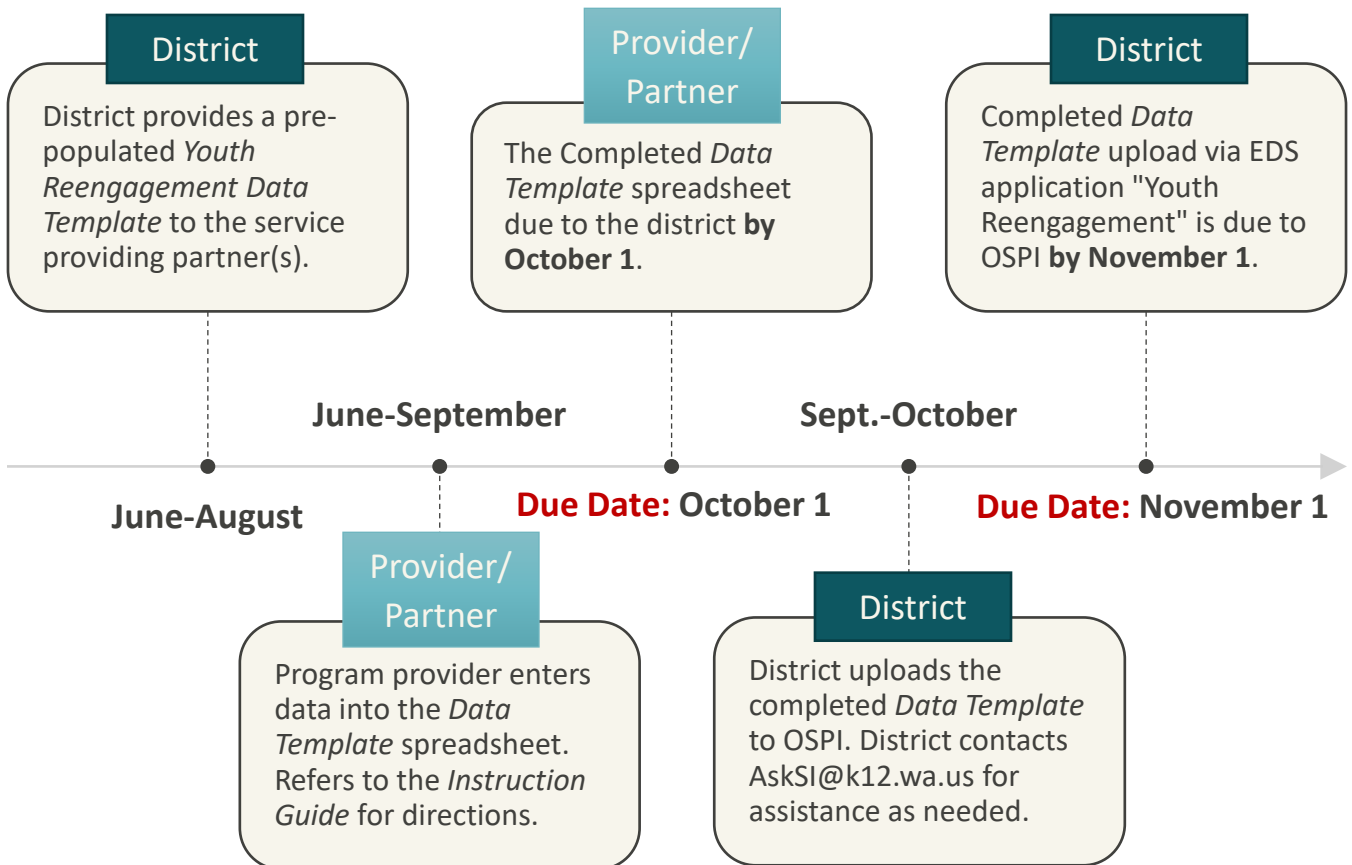 District
District provides a pre-
populated Youth
Reengagement Data
Template to the service
providing partner(s).
Provider/
Partner
The Completed Data
Template spreadsheet
due to the district by
October 1.
District
Completed Data
Template upload via EDS
application "Youth
Reengagement" is due to
OSPI by November 1.
June-September
Sept.-October
June-August
Due Date: October 1
Due Date: November 1
Provider/
Partner
Program provider enters
data into the Data
Template spreadsheet.
Refers to the Instruction
Guide for directions.
District
District uploads the
completed Data Template
to OSPI. District contacts
AskSI@k12.wa.us for
assistance as needed.